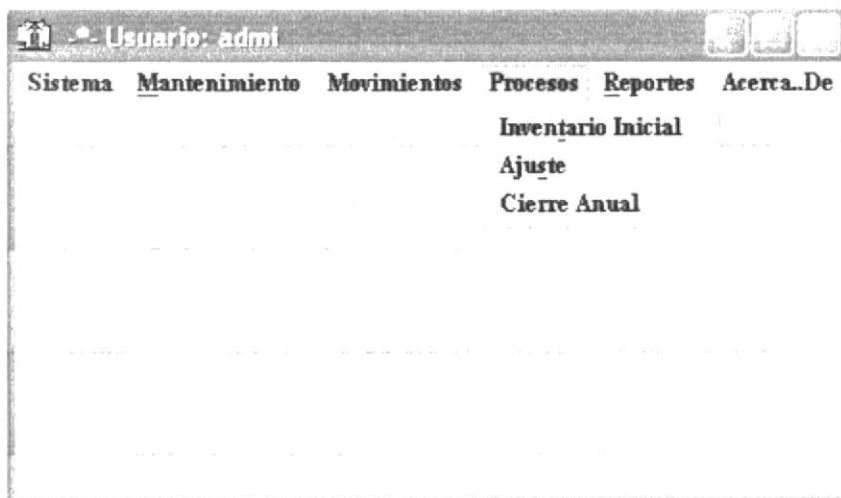 -*- Usuario: admi
Sistema Mantenimiento Movimientos Procesos Reportes Acerca..De
Inventario Inicial
Ajuste
Cierre Anual